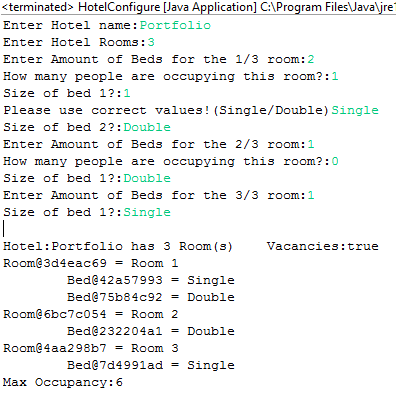 <terminated> HotelConfigure [Java Application] C:\Program Files\Java\jre
Enter Hotel name:Portfolio
Enter Hotel Rooms:3
Enter Amount of Beds for the 1/3 room:2
How many people are occupying this room?:1
Size of bed 1?:1
Please use correct values!(Single/Double)Single
Size of bed 2?:Double
Enter Amount of Beds for the 2/3 room:1
How many people are occupying this room?:0
Size of bed 1?:Double
Enter Amount of Beds for the 3/3 room:1
Size of bed 1?:Single
Hotel:Portfolio has 3 Room(s)    Vacancies:true
Room@3d4eac69 = Room 1
        Bed@42a57993 = Single
        Bed@75b84c92 = Double
Room@6bc7c054 = Room 2
        Bed@232204a1 = Double
Room@4aa298b7 = Room 3
        Bed@7d4991ad = Single
Max Occupancy:6